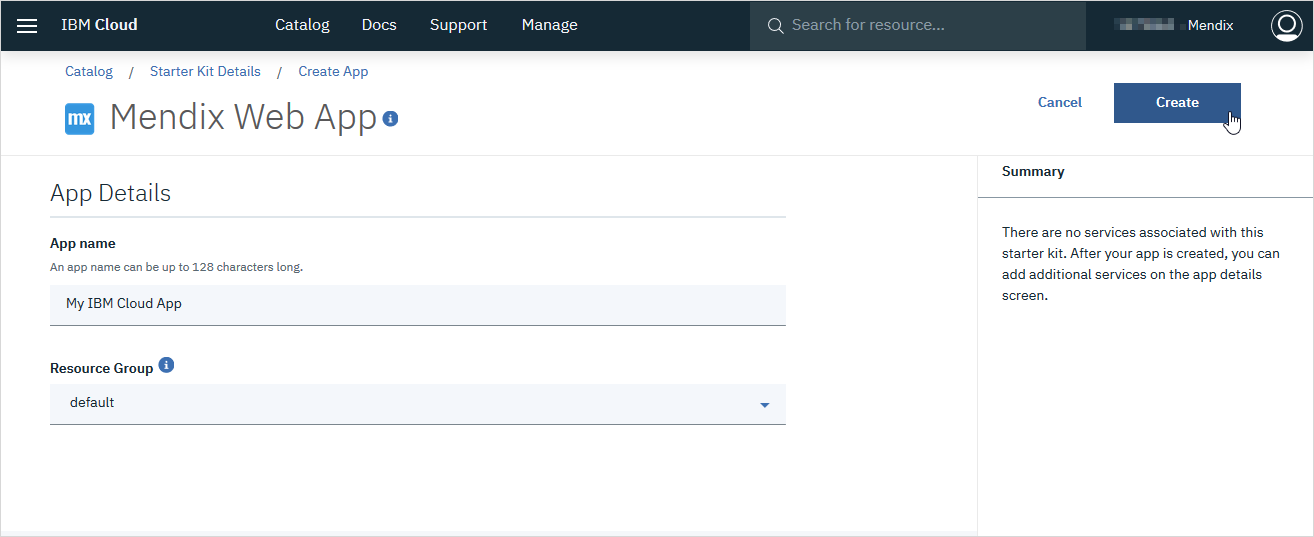 IBM Cloud Catalog Docs Support Manage Search for resource... Mendix
Catalog / Starter Kit Details / Create App
mx Mendix Web App i Cancel Create
App Details
App name
An app name can be up to 128 characters long.
My IBM Cloud App
Resource Group i
default
Summary
There are no services associated with this
starter kit. After your app is created, you can
add additional services on the app details
screen.